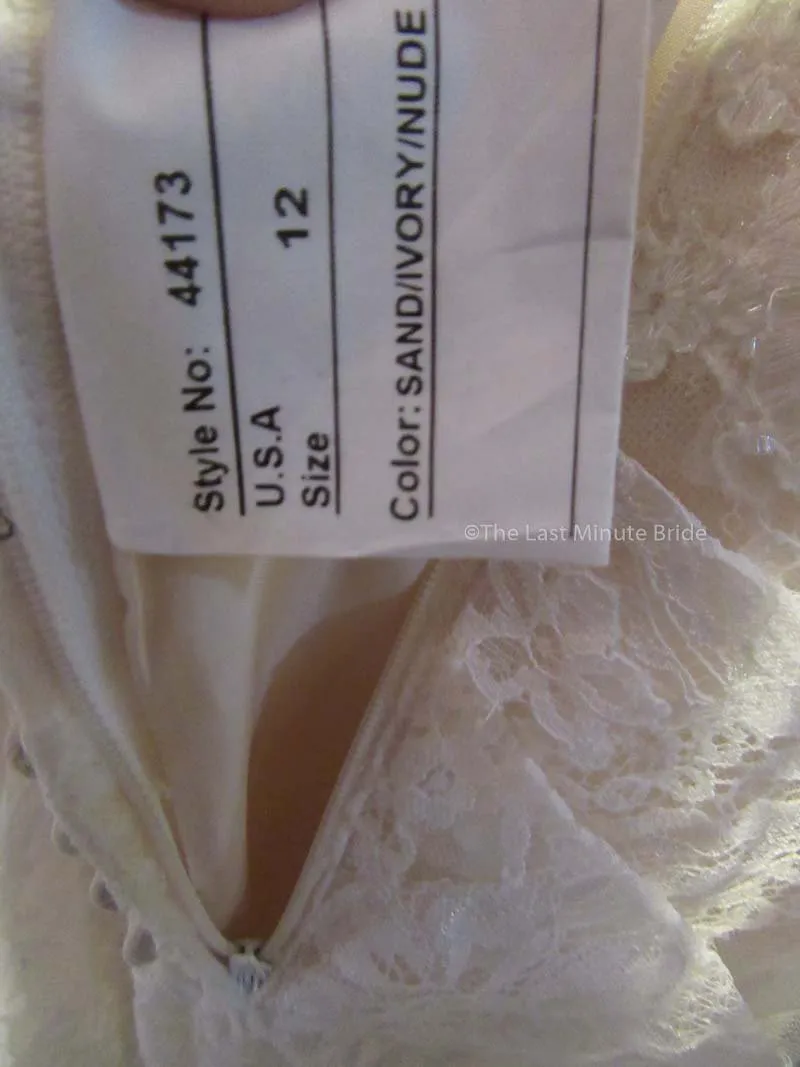 Style No: 44173
U.S.A
Size 12
Color: SAND/IVORY/NUDE
©The Last Minute Bride